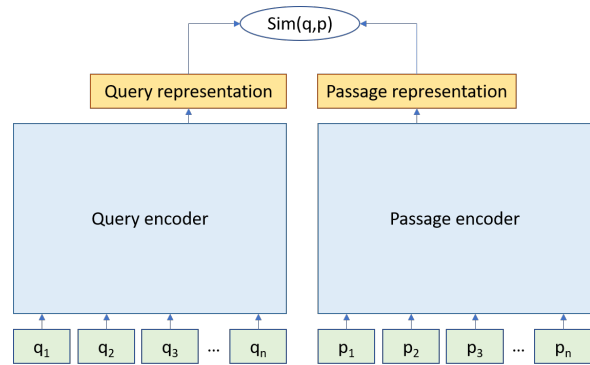 Sim(q,p)
Query representation
Passage representation
Query encoder
Passage encoder
q₁ q₂ q₃ ... qₙ
p₁ p₂ p₃ ... pₙ